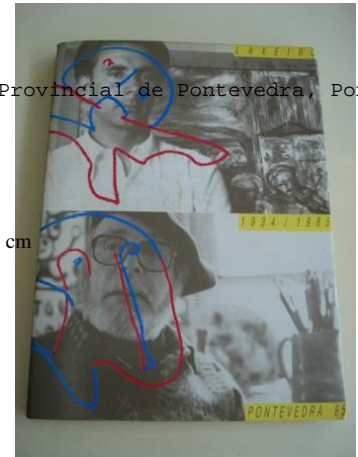 LAXEIRO
Provincial de Pontevedra, Po
1934/1985
cm
PONTEVEDRA 85